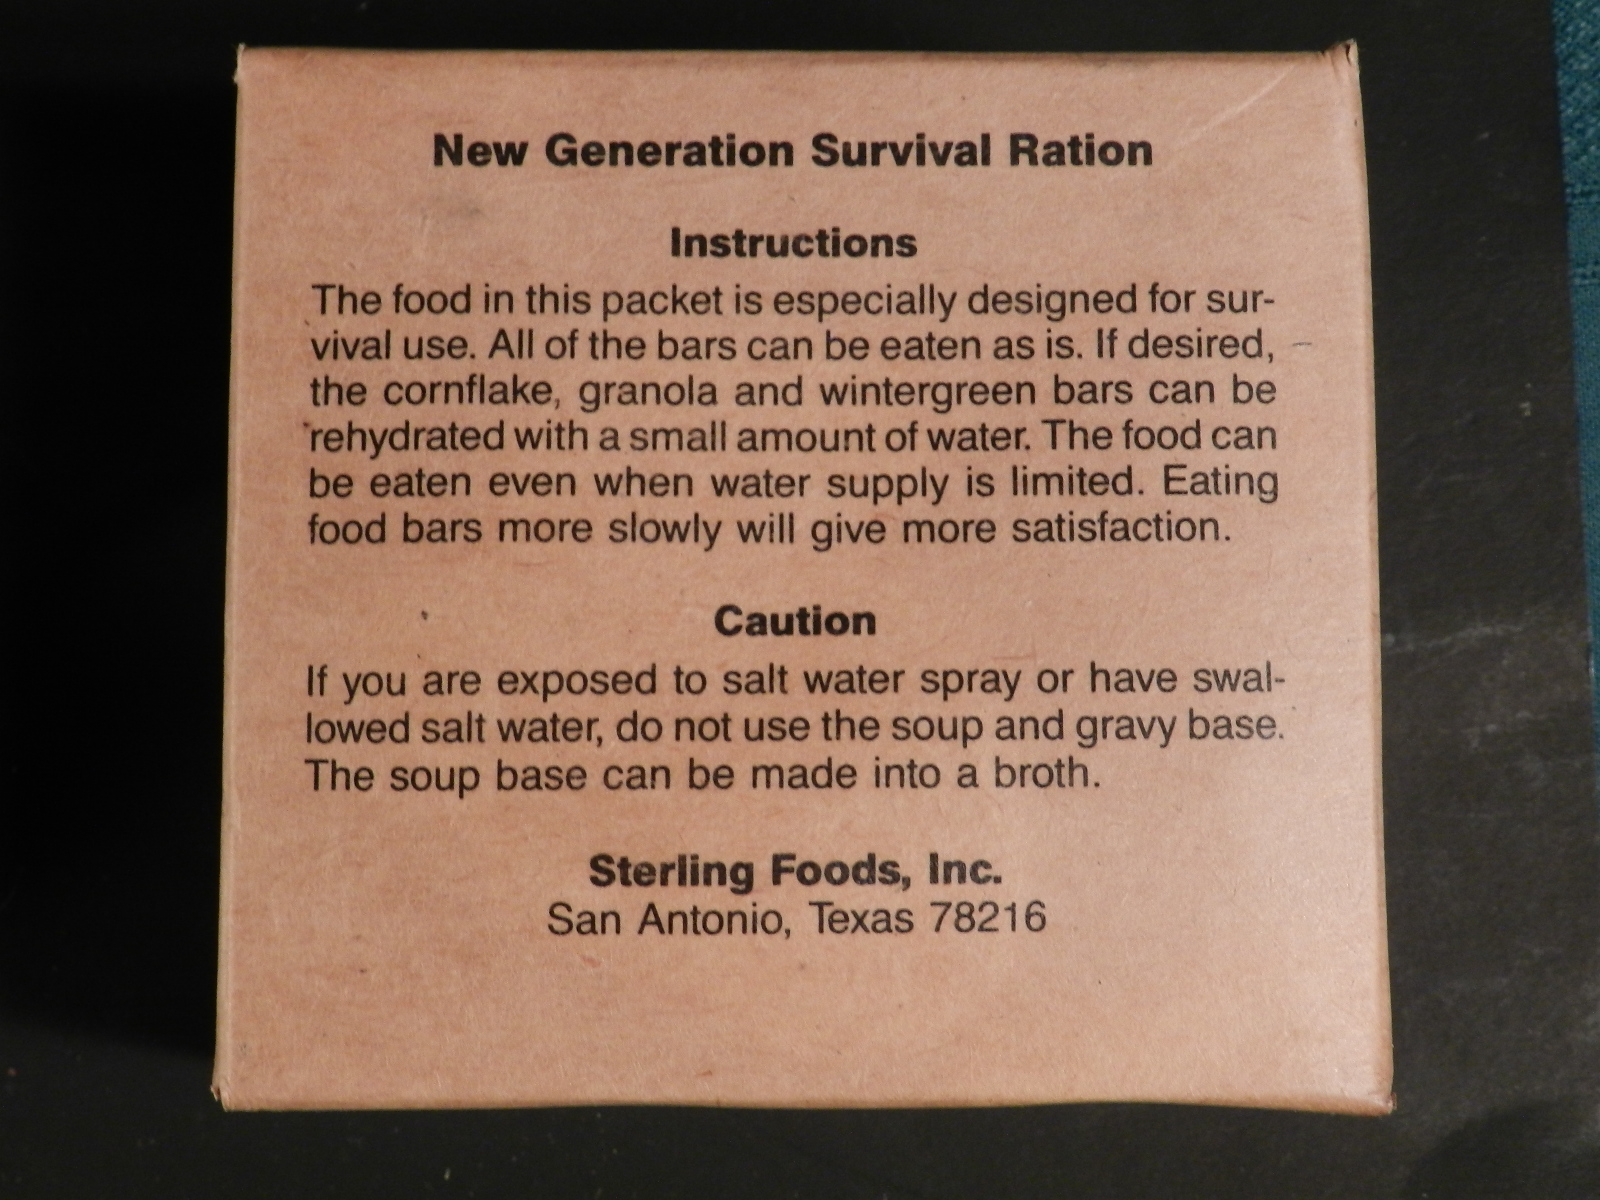 New Generation Survival Ration
Instructions
The food in this packet is especially designed for sur-
vival use. All of the bars can be eaten as is. If desired,
the cornflake, granola and wintergreen bars can be
rehydrated with a small amount of water. The food can
be eaten even when water supply is limited. Eating
food bars more slowly will give more satisfaction.
Caution
If you are exposed to salt water spray or have swal-
lowed salt water, do not use the soup and gravy base.
The soup base can be made into a broth.
Sterling Foods, Inc.
San Antonio, Texas 78216